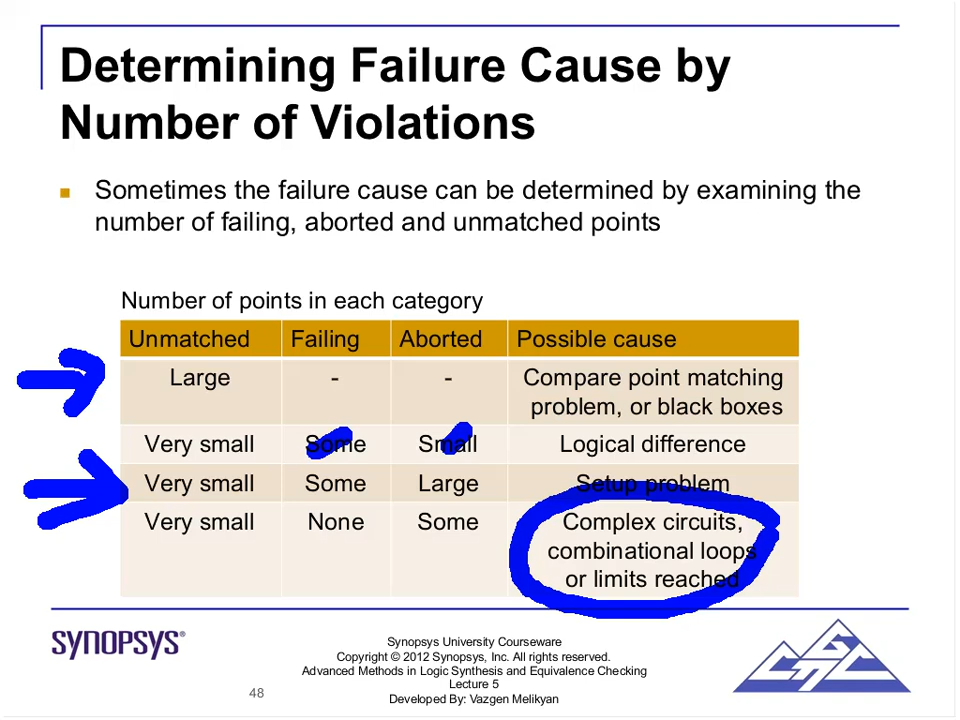 Determining Failure Cause by
Number of Violations
Sometimes the failure cause can be determined by examining the
number of failing, aborted and unmatched points
Number of points in each category
Unmatched Failing Aborted Possible cause
Large - - Compare point matching
problem, or black boxes
Very small Some Small Logical difference
Very small Some Large Setup problem
Very small None Some Complex circuits,
combinational loops
or limits reached
SYNOPSYS®
Synopsys University Courseware
Copyright © 2012 Synopsys, Inc. All rights reserved.
Advanced Methods in Logic Synthesis and Equivalence Checking
Lecture 5
48
Developed By: Vazgen Melikyan